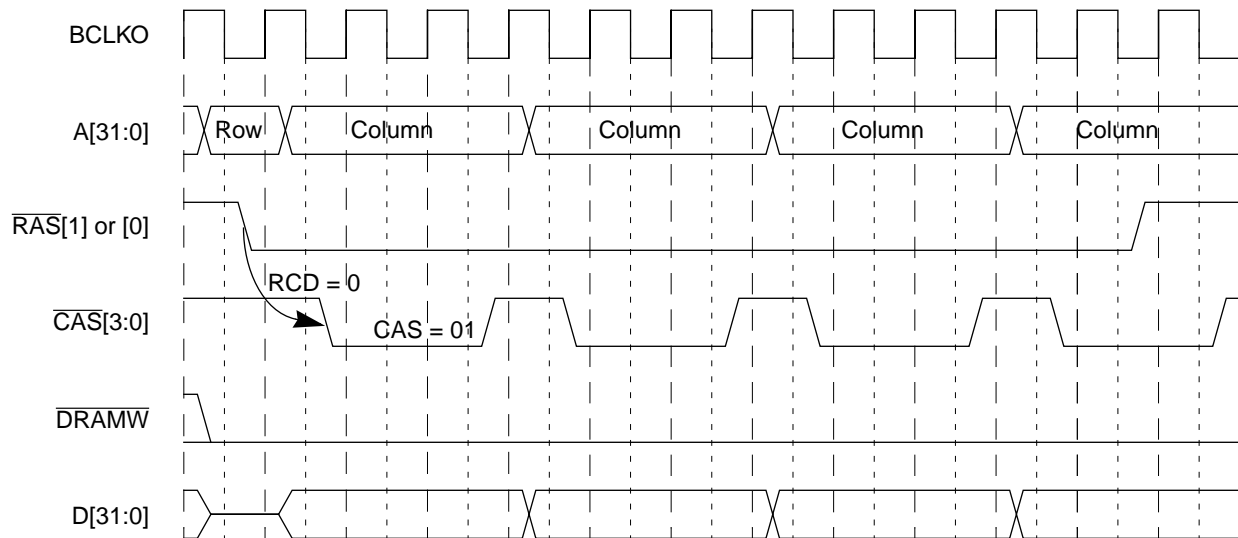 BCLKO
A[31:0]
Row
Column
Column
Column
Column
RAS[1] or [0]
RCD = 0
CAS[3:0]
CAS = 01
DRAMW
D[31:0]